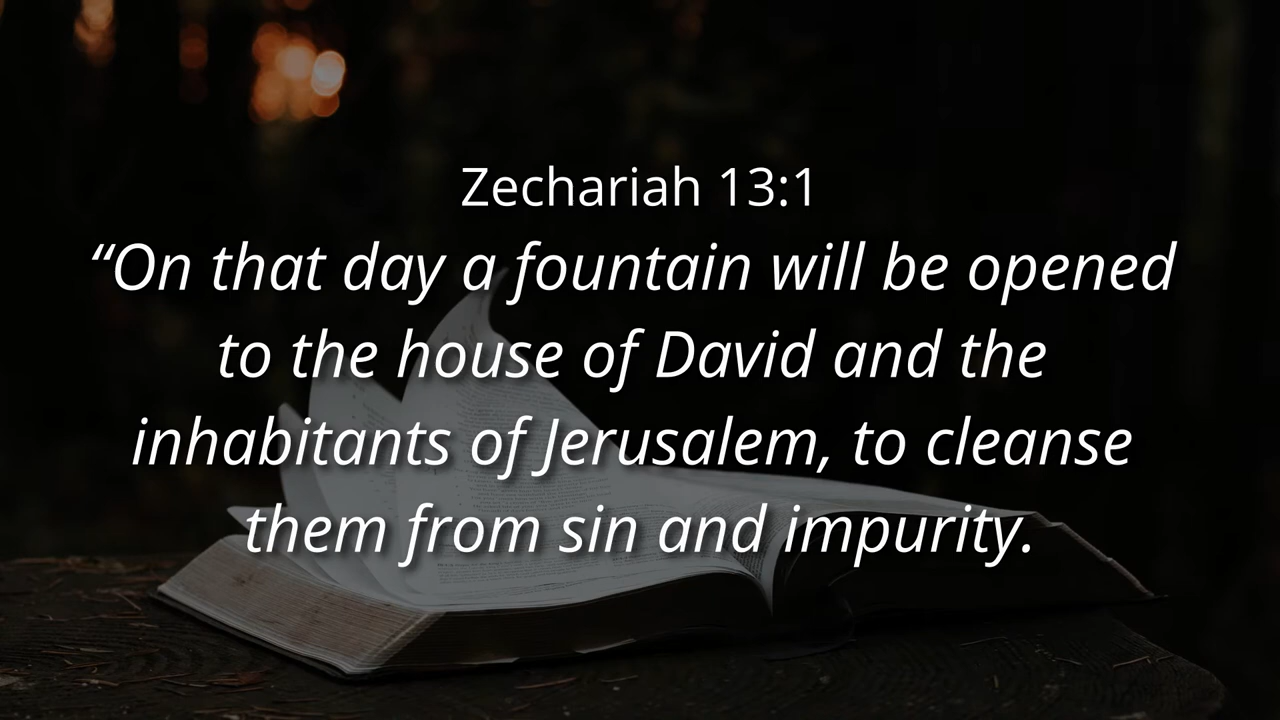 Zechariah 13:1
“On that day a fountain will be opened
to the house of David and the
inhabitants of Jerusalem, to cleanse
them from sin and impurity.